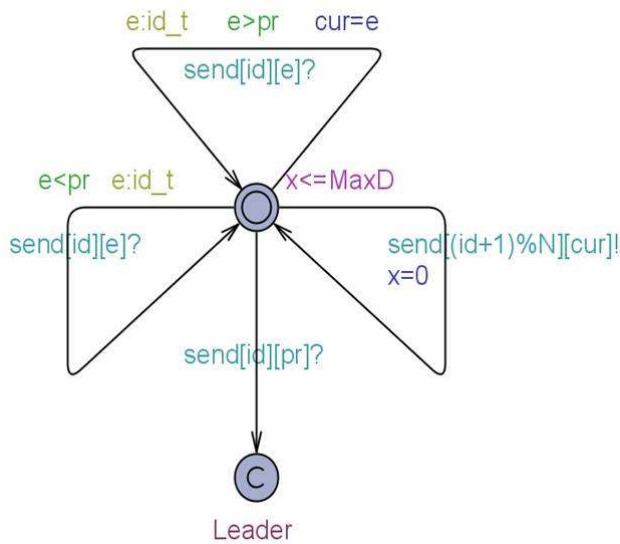 e:id_t e>pr cur=e
send[id][e]?
e<pr e:id_t x<=MaxD
send[id][e]? send[(id+1)%N][cur]!
x=0
send[id][pr]?
C
Leader